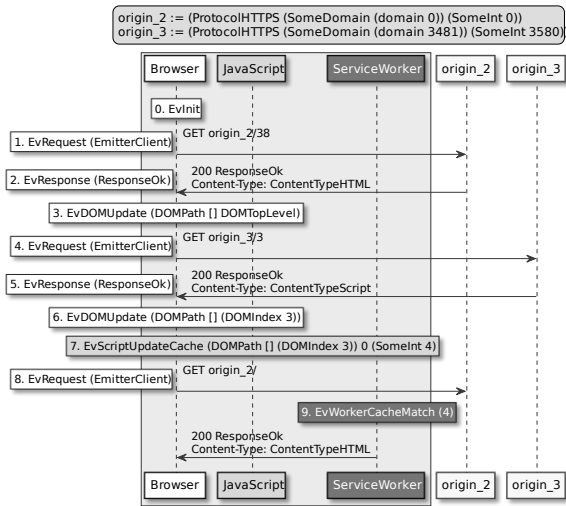 origin_2 := (ProtocolHTTPS (SomeDomain (domain 0)) (SomeInt 0))
origin_3 := (ProtocolHTTPS (SomeDomain (domain 3481)) (SomeInt 3580))
Browser JavaScript ServiceWorker origin_2 origin_3
0. EvInit
1. EvRequest (EmitterClient)
GET origin_2/38
2. EvResponse (ResponseOk)
200 ResponseOk
Content-Type: ContentTypeHTML
3. EvDOMUpdate (DOMPath [] DOMTopLevel)
4. EvRequest (EmitterClient)
GET origin_3/3
5. EvResponse (ResponseOk)
200 ResponseOk
Content-Type: ContentTypeScript
6. EvDOMUpdate (DOMPath [] (DOMIndex 3))
7. EvScriptUpdateCache (DOMPath [] (DOMIndex 3)) 0 (SomeInt 4)
8. EvRequest (EmitterClient)
GET origin_2/
9. EvWorkerCacheMatch (4)
200 ResponseOk
Content-Type: ContentTypeHTML
Browser JavaScript ServiceWorker origin_2 origin_3